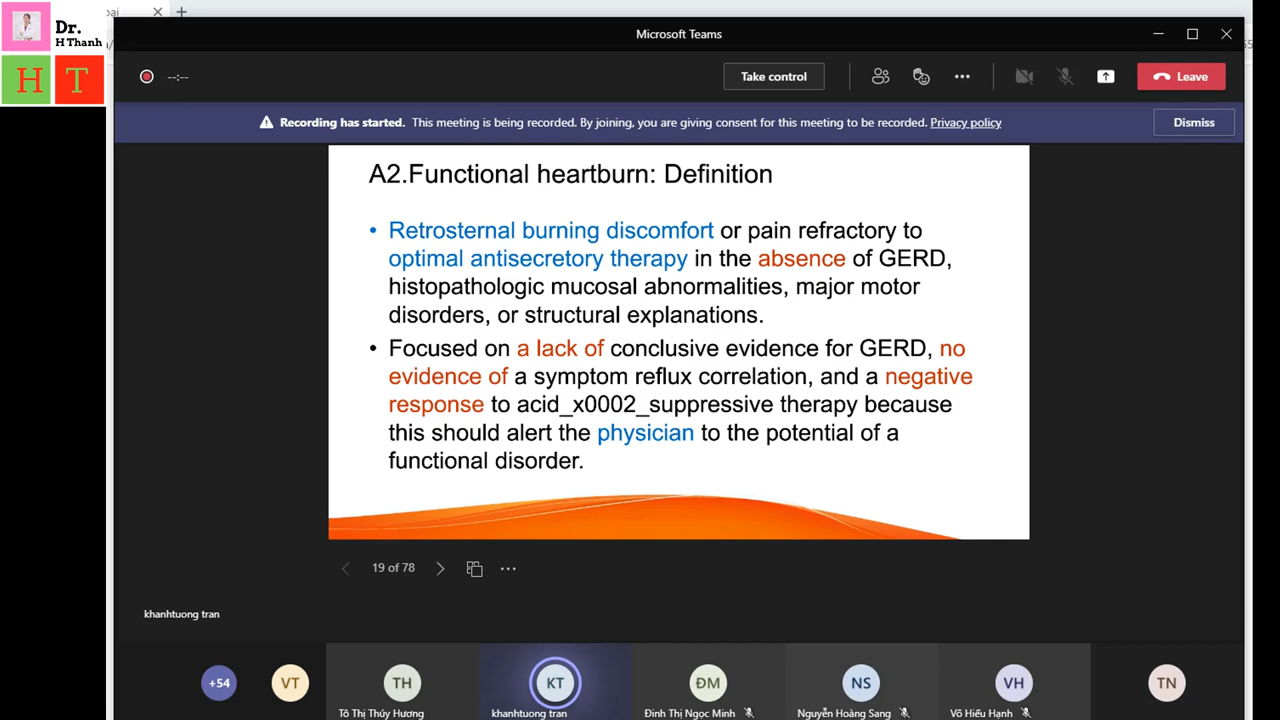 Dr.
H Thanh
H T
Microsoft Teams
--:--
Take control
Leave
Recording has started. This meeting is being recorded. By joining, you are giving consent for this meeting to be recorded. Privacy policy
Dismiss
A2.Functional heartburn: Definition
• Retrosternal burning discomfort or pain refractory to
optimal antisecretory therapy in the absence of GERD,
histopathologic mucosal abnormalities, major motor
disorders, or structural explanations.
• Focused on a lack of conclusive evidence for GERD, no
evidence of a symptom reflux correlation, and a negative
response to acid_x0002_suppressive therapy because
this should alert the physician to the potential of a
functional disorder.
19 of 78
khanhtuong tran
+54
VT
TH
KT
ĐM
NS
VH
TN
Tô Thị Thúy Hương
khanhtuong tran
Đinh Thị Ngọc Minh
Nguyễn Hoàng Sang
Võ Hiếu Hạnh